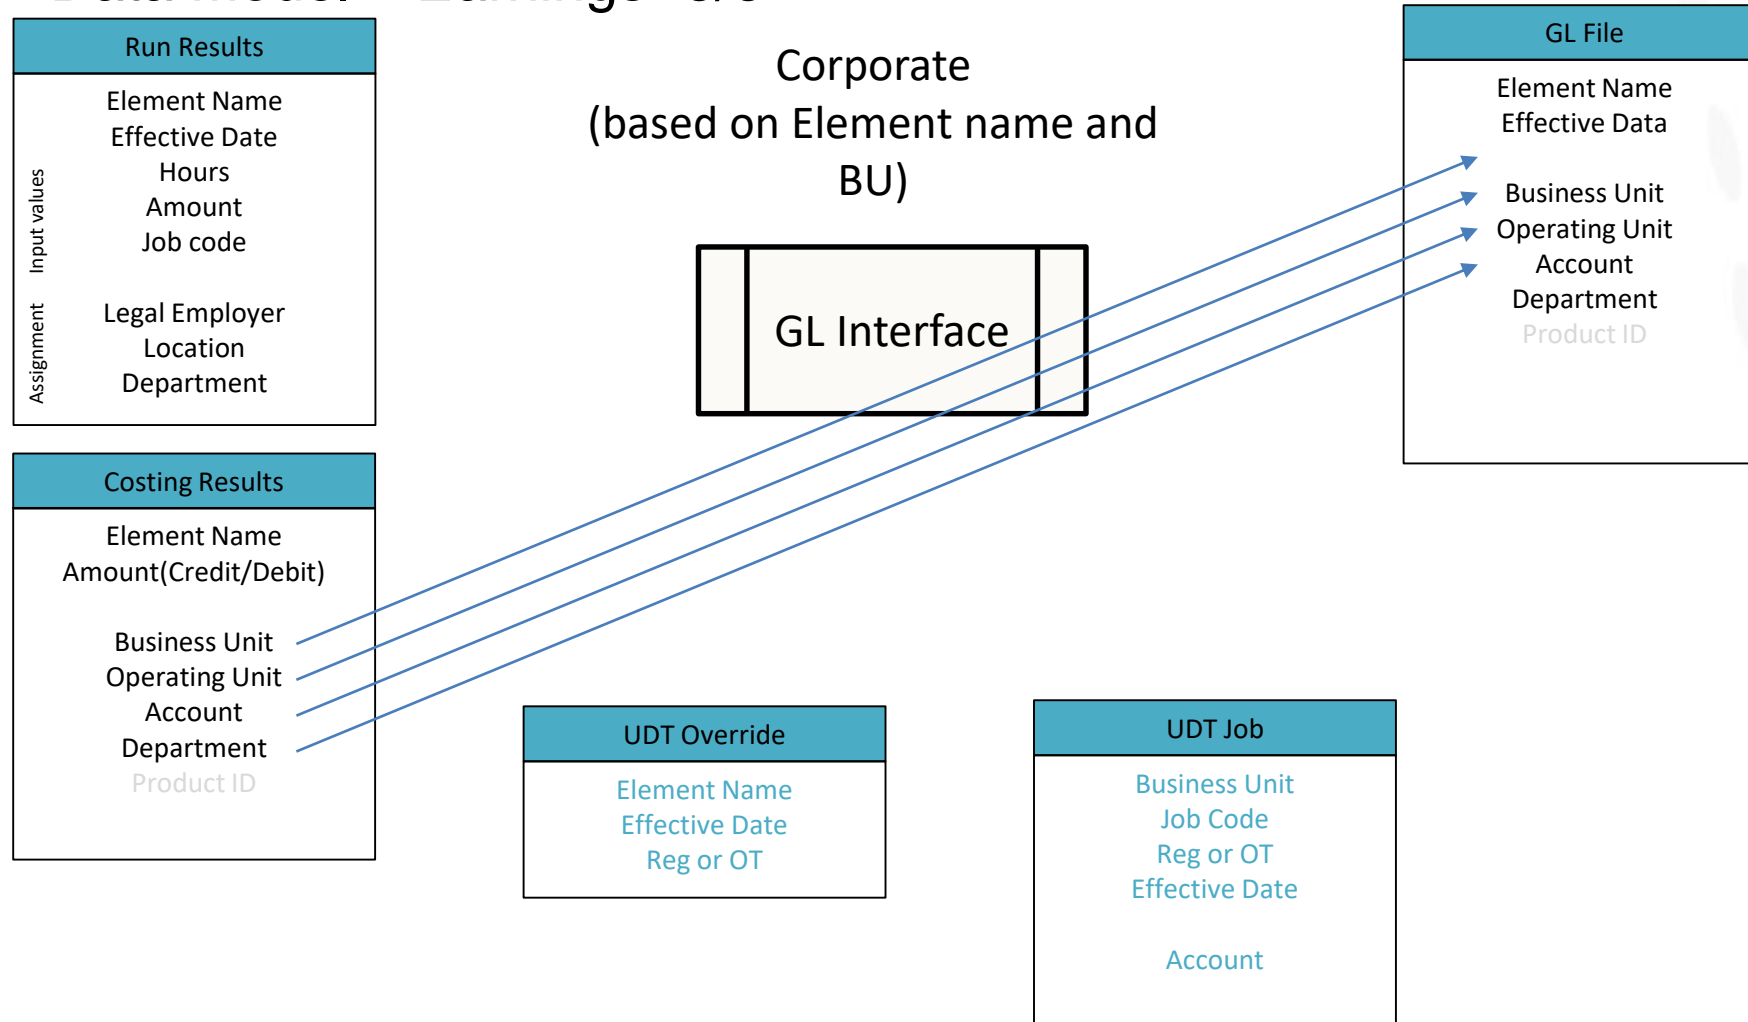 Run Results
Element Name
Effective Date
Hours
Amount
Job code
Input values
Legal Employer
Location
Department
Assignment
Costing Results
Element Name
Amount(Credit/Debit)
Business Unit
Operating Unit
Account
Department
Product ID
Corporate
(based on Element name and
BU)
GL Interface
UDT Override
Element Name
Effective Date
Reg or OT
UDT Job
Business Unit
Job Code
Reg or OT
Effective Date
Account
GL File
Element Name
Effective Data
Business Unit
Operating Unit
Account
Department
Product ID